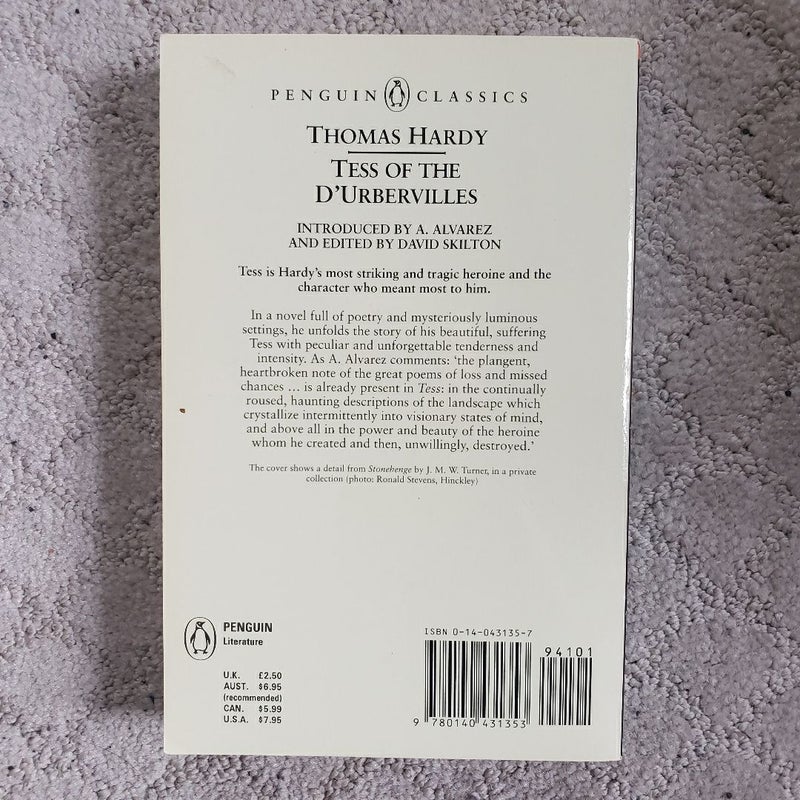 PENGUIN CLASSICS
THOMAS HARDY
TESS OF THE
D'URBERVILLES
INTRODUCED BY A. ALVAREZ
AND EDITED BY DAVID SKILTON
Tess is Hardy's most striking and tragic heroine and the
character who meant most to him.
In a novel full of poetry and mysteriously luminous
settings, he unfolds the story of his beautiful, suffering
Tess with peculiar and unforgettable tenderness and
intensity. As A. Alvarez comments: 'the plangent,
heartbroken note of the great poems of loss and missed
chances ... is already present in Tess: in the continually
roused, haunting descriptions of the landscape which
crystallize intermittently into visionary states of mind,
and above all in the power and beauty of the heroine
whom he created and then, unwillingly, destroyed.'
The cover shows a detail from Stonehenge by J. M. W. Turner, in a private
collection (photo: Ronald Stevens, Hinckley)
PENGUIN
Literature
U.K. £2.50
AUST. $6.95
(recommended)
CAN. $5.99
U.S.A. $7.95
ISBN 0-14-043135-7
94101
9 780140 431353